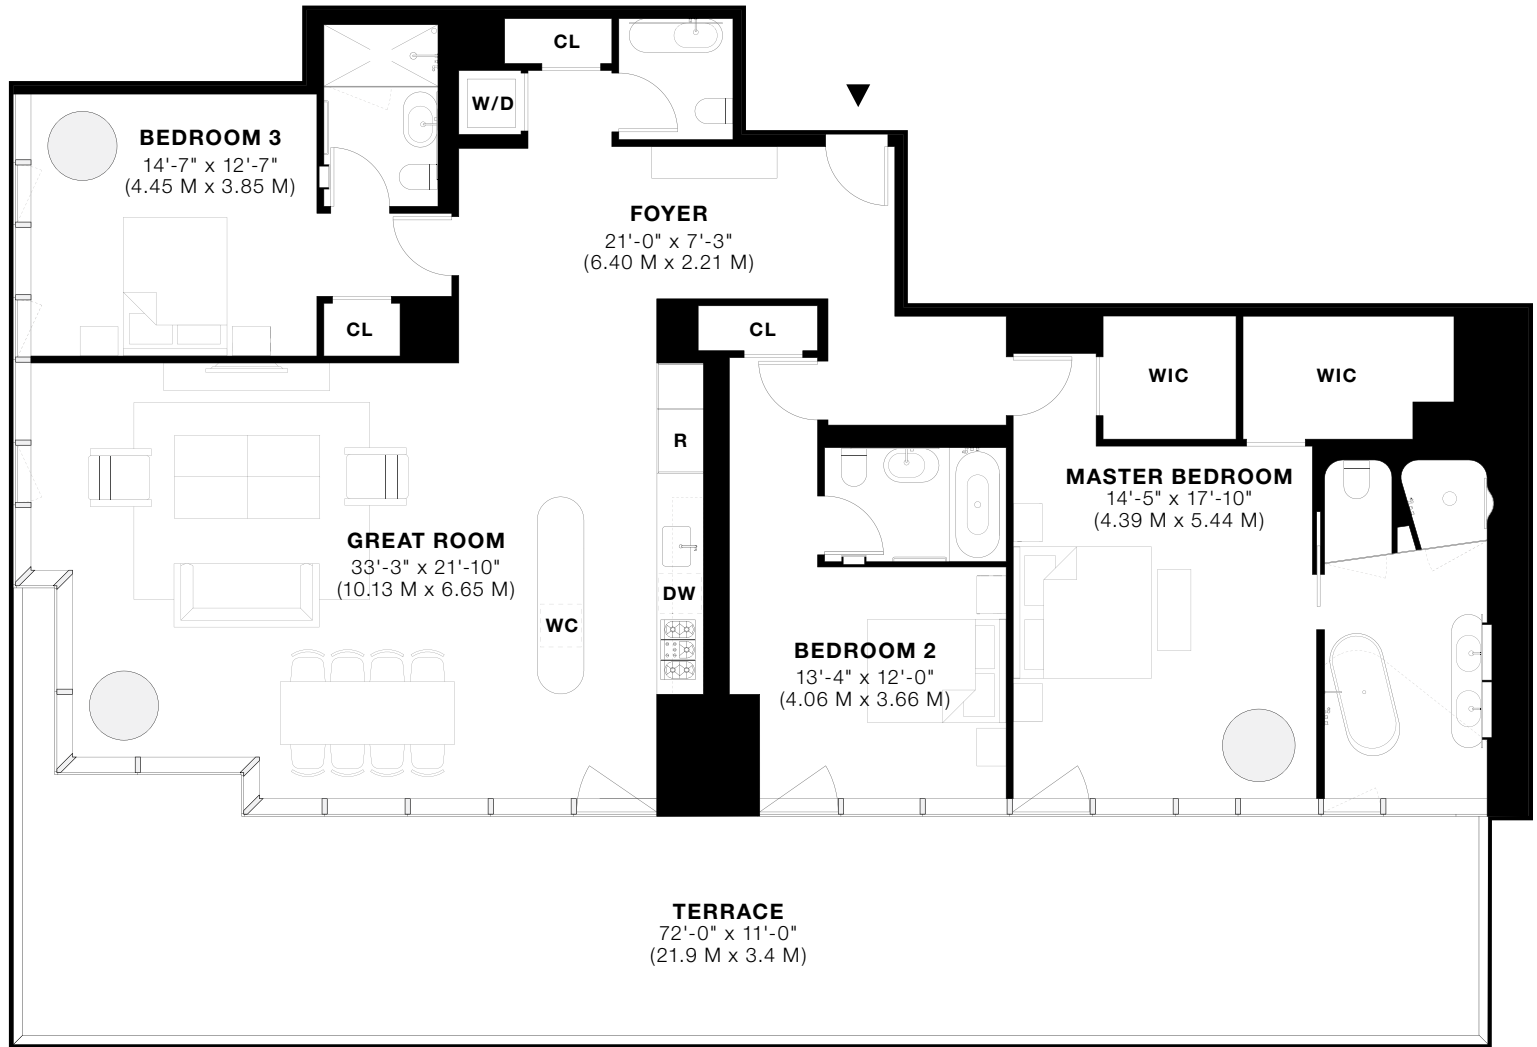 CL
W/D
BEDROOM 3
14'-7" x 12'-7"
(4.45 M x 3.85 M)
FOYER
21'-0" x 7'-3"
(6.40 M x 2.21 M)
CL
CL
WIC
WIC
R
MASTER BEDROOM
14'-5" x 17'-10"
(4.39 M x 5.44 M)
GREAT ROOM
33'-3" x 21'-10"
(10.13 M x 6.65 M)
DW
WC
BEDROOM 2
13'-4" x 12'-0"
(4.06 M x 3.66 M)
TERRACE
72'-0" x 11'-0"
(21.9 M x 3.4 M)